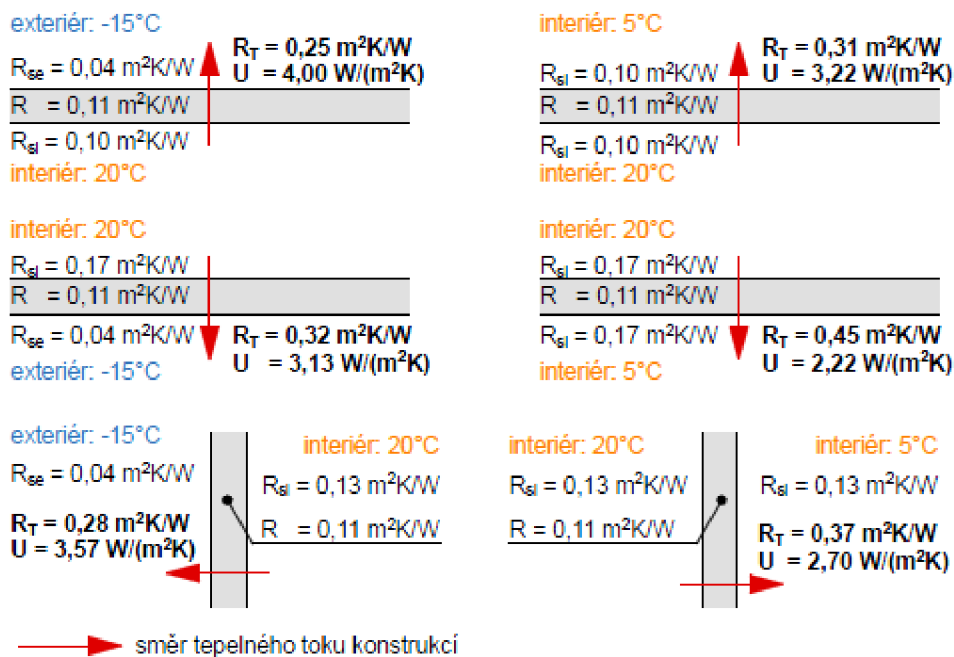 exteriér: -15°C
R_se = 0,04 m²K/W
R_T = 0,25 m²K/W
U = 4,00 W/(m²K)
R = 0,11 m²K/W
R_si = 0,10 m²K/W
interiér: 20°C
interiér: 5°C
R_si = 0,10 m²K/W
R_T = 0,31 m²K/W
U = 3,22 W/(m²K)
R = 0,11 m²K/W
R_si = 0,10 m²K/W
interiér: 20°C
interiér: 20°C
R_si = 0,17 m²K/W
R = 0,11 m²K/W
R_se = 0,04 m²K/W
R_T = 0,32 m²K/W
U = 3,13 W/(m²K)
exteriér: -15°C
interiér: 20°C
R_si = 0,17 m²K/W
R = 0,11 m²K/W
R_si = 0,17 m²K/W
R_T = 0,45 m²K/W
U = 2,22 W/(m²K)
interiér: 5°C
exteriér: -15°C
R_se = 0,04 m²K/W
R_T = 0,28 m²K/W
U = 3,57 W/(m²K)
interiér: 20°C
R_si = 0,13 m²K/W
R = 0,11 m²K/W
interiér: 20°C
R_si = 0,13 m²K/W
R = 0,11 m²K/W
interiér: 5°C
R_si = 0,13 m²K/W
R_T = 0,37 m²K/W
U = 2,70 W/(m²K)
směr tepelného toku konstrukcí